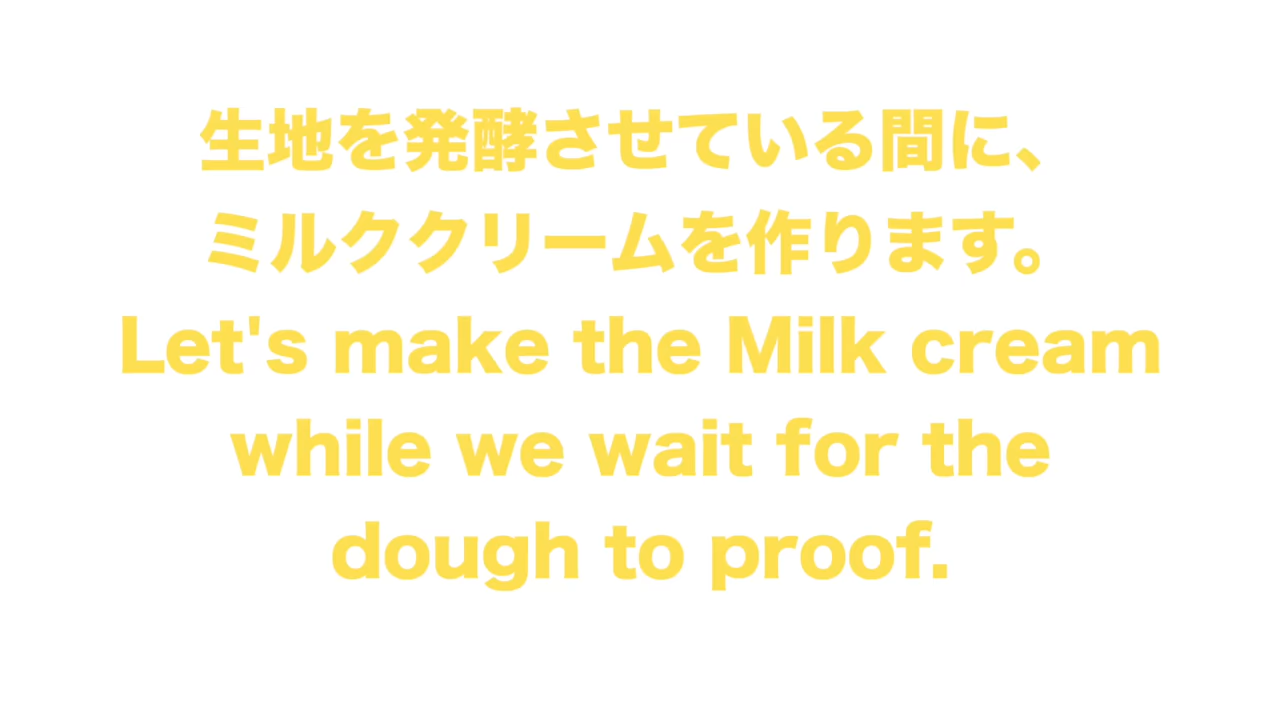 生地を発酵させている間に、
ミルククリームを作ります。
Let's make the Milk cream
while we wait for the
dough to proof.